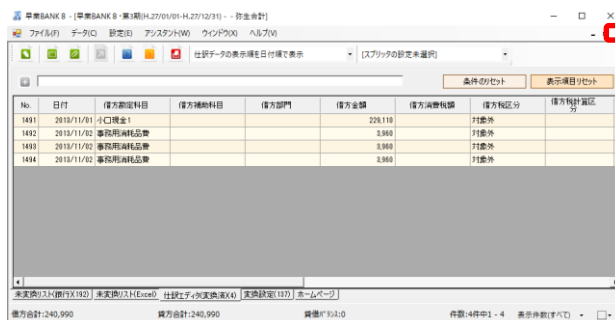 早業BANK 8 - [早業BANK 8 - 第3期(H.27/01/01-H.27/12/31) - - 弥生会計]
ファイル(F) データ(C) 設定(E) アシスタント(W) ウィンドウ(X) ヘルプ(V)
仕訳データの表示順を日付順で表示 [スプリッタの設定未選択]
条件のリセット 表示項目リセット
No. 日付 借方勘定科目 借方補助科目 借方部門 借方金額 借方消費税額 借方税区分 借方税計算区分
1491 2013/11/01 小口現金1 229,110 対象外
1492 2013/11/02 事務用消耗品費 3,960 対象外
1493 2013/11/02 事務用消耗品費 3,960 対象外
1494 2013/11/02 事務用消耗品費 3,960 対象外
未変換リスト(銀行)(192) 未変換リスト(Excel) 仕訳エディタ(変換済)(4) 変換設定(137) ホームページ
借方合計:240,990 貸方合計:240,990 貸借バランス:0 件数:4件中1 - 4 表示件数(すべて)